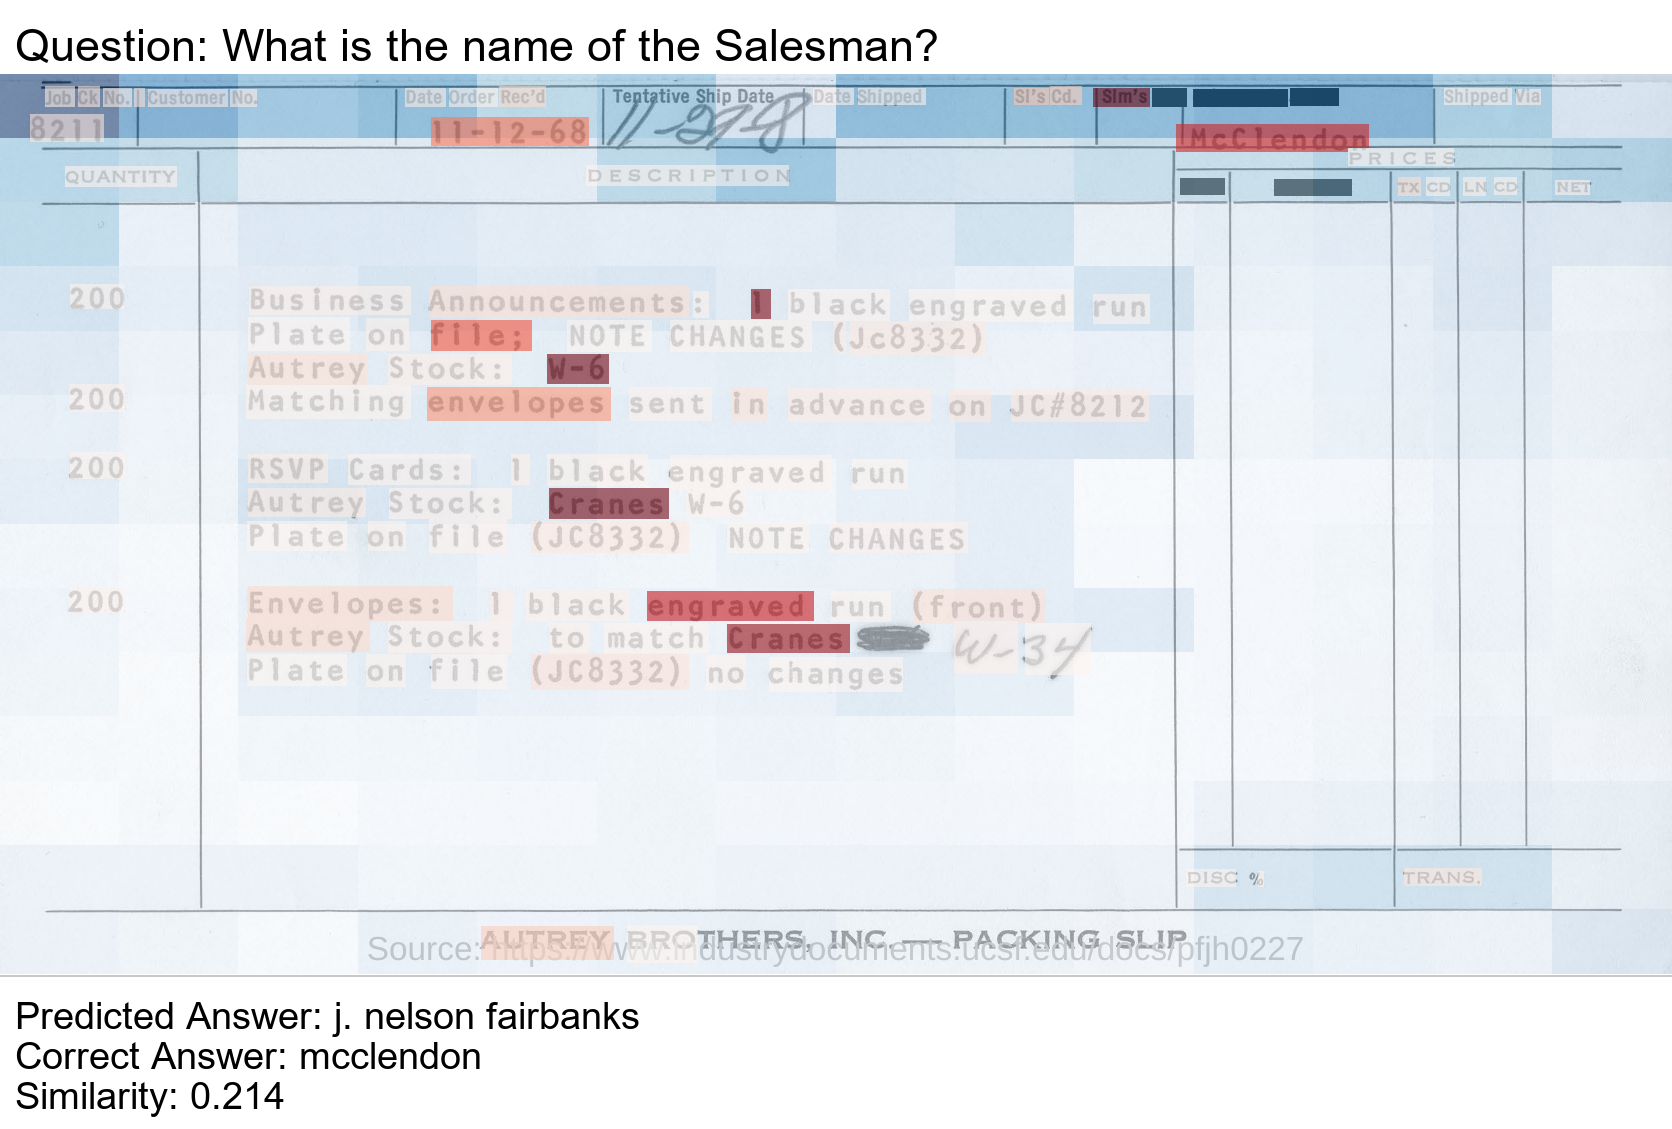 Question: What is the name of the Salesman?
Job Ck No. Customer No. Date Order Rec'd Tentative Ship Date Date Shipped Sl's Cd. Slm's Shipped Via
8211 11-12-68 McClendon
PRICES
QUANTITY DESCRIPTION TX CD LN CD NET
200 Business Announcements: 1 black engraved run
Plate on file; NOTE CHANGES (Jc8332)
Autrey Stock: W-6
200 Matching envelopes sent in advance on JC#8212
200 RSVP Cards: 1 black engraved run
Autrey Stock: Cranes W-6
Plate on file (JC8332) NOTE CHANGES
200 Envelopes: 1 black engraved run (front)
Autrey Stock: to match Cranes W-34
Plate on file (JC8332) no changes
DISC % TRANS.
AUTREY BROTHERS, INC. — PACKING SLIP
Source: https://www.industrydocuments.ucsf.edu/docs/pfjh0227
Predicted Answer: j. nelson fairbanks
Correct Answer: mcclendon
Similarity: 0.214